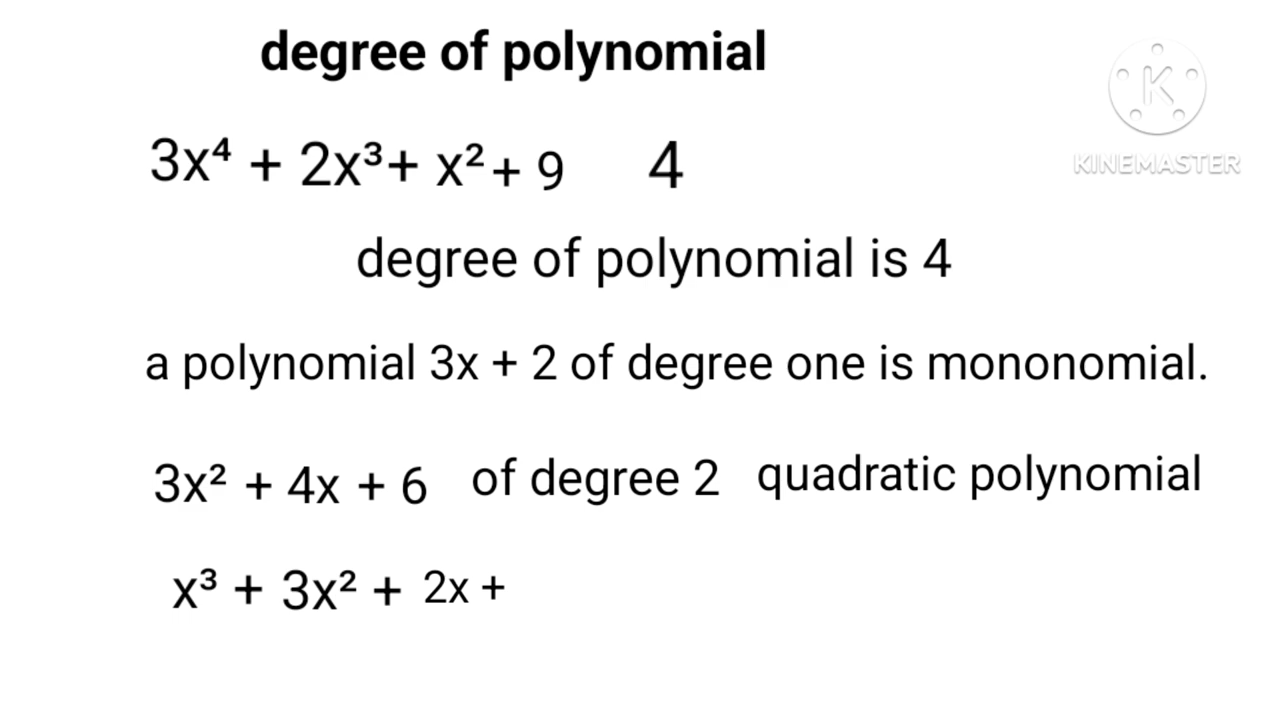 degree of polynomial
KINEMASTER
3x⁴ + 2x³+ x² + 9 4
degree of polynomial is 4
a polynomial 3x + 2 of degree one is mononomial.
3x² + 4x + 6 of degree 2 quadratic polynomial
x³ + 3x² + 2x +